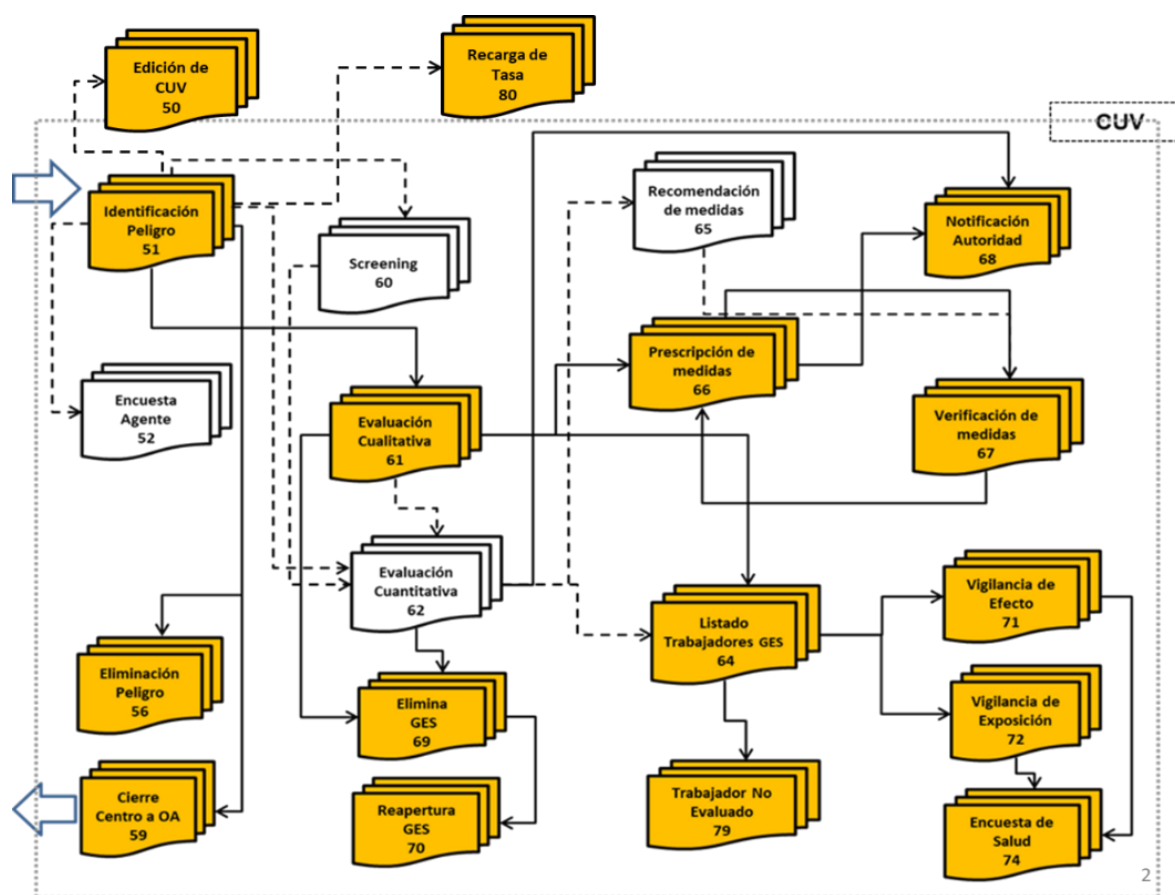 Edición de
CUV
50
Recarga de
Tasa
80
CUV
Identificación
Peligro
51
Screening
60
Recomendación
de medidas
65
Notificación
Autoridad
68
Encuesta
Agente
52
Evaluación
Cualitativa
61
Prescripción de
medidas
66
Verificación de
medidas
67
Evaluación
Cuantitativa
62
Listado
Trabajadores GES
64
Vigilancia de
Efecto
71
Eliminación
Peligro
56
Elimina
GES
69
Vigilancia de
Exposición
72
Cierre
Centro a OA
59
Reapertura
GES
70
Trabajador No
Evaluado
79
Encuesta de
Salud
74
2